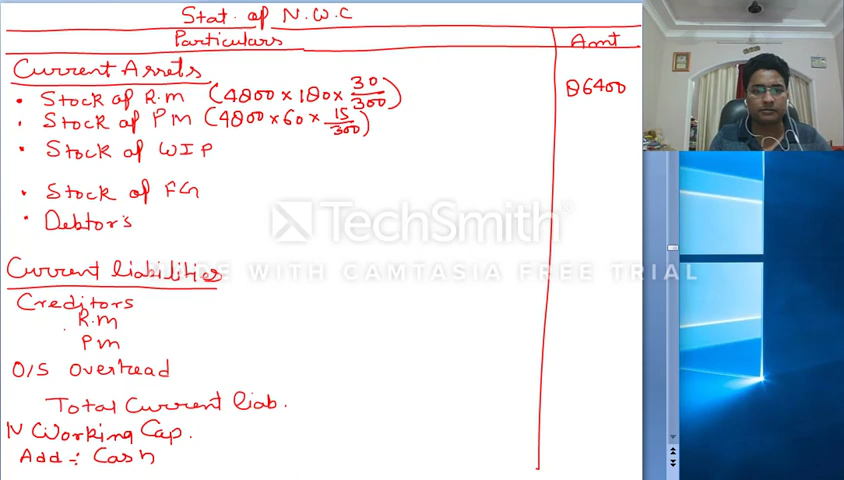 Stat. of N.W.C
Particulars Amt
Current Assets
• Stock of R.M (4800 × 180 × 30/300) 86400
• Stock of PM (4800 × 60 × 15/300)
• Stock of WIP
• Stock of FG
• Debtors
TechSmith
MADE WITH CAMTASIA FREE TRIAL
Current liabilities
Creditors
R.M
PM
O/S Overhead
Total Current liab.
N Working Cap.
Add :- Cash